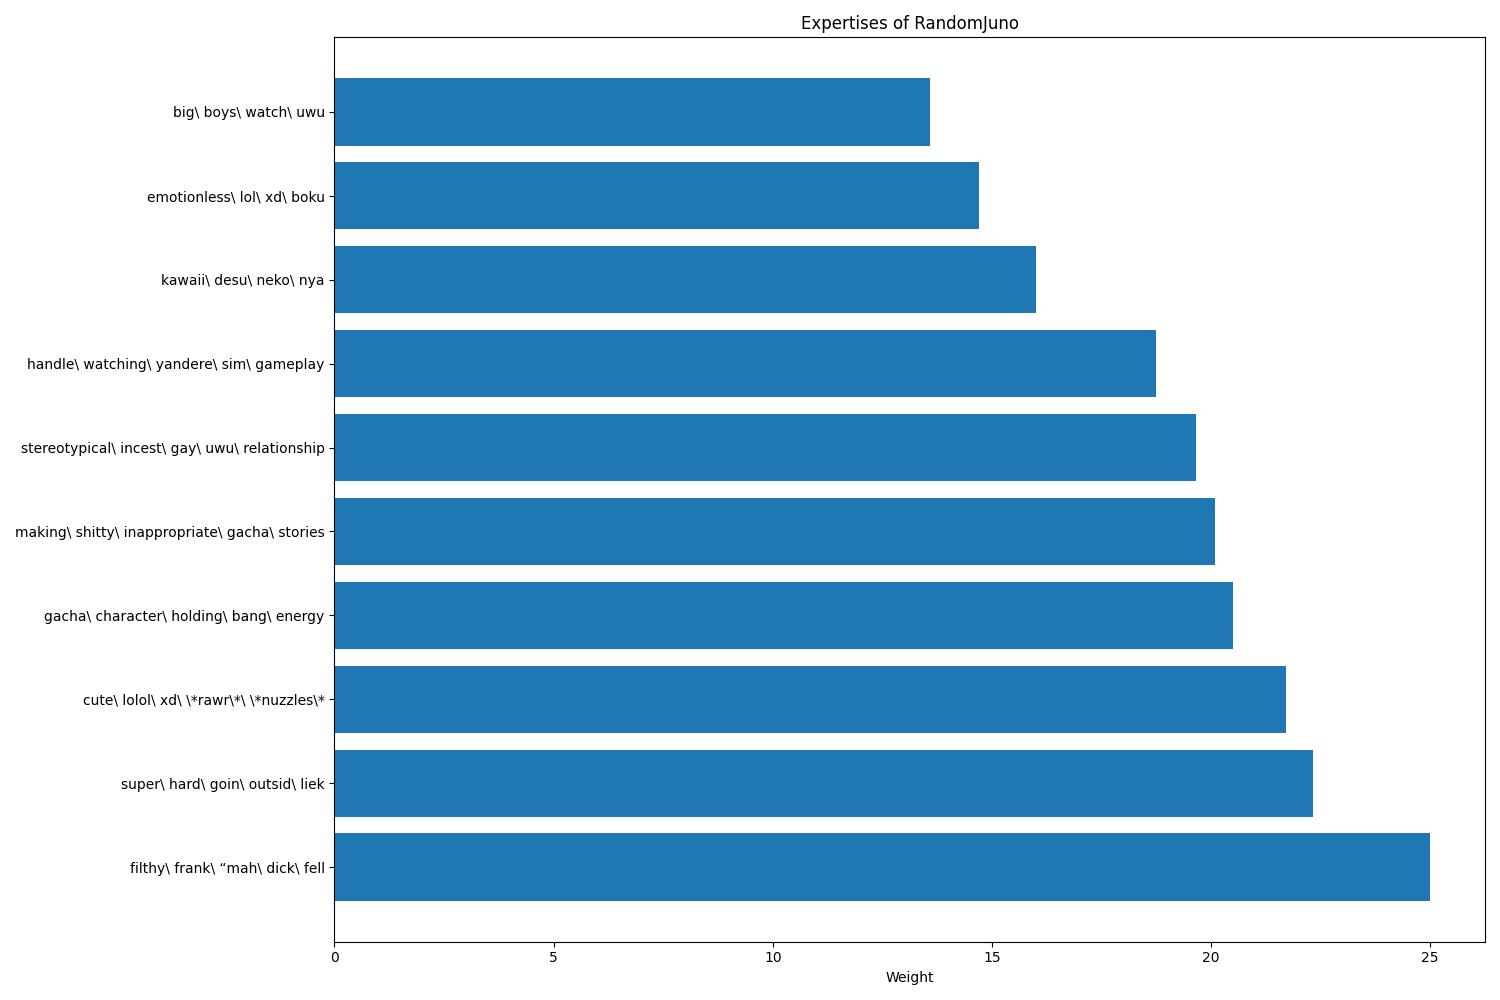 Expertises of RandomJuno
big\ boys\ watch\ uwu
emotionless\ lol\ xd\ boku
kawaii\ desu\ neko\ nya
handle\ watching\ yandere\ sim\ gameplay
stereotypical\ incest\ gay\ uwu\ relationship
making\ shitty\ inappropriate\ gacha\ stories
gacha\ character\ holding\ bang\ energy
cute\ lolol\ xd\ \*rawr\*\ \*nuzzles\*
super\ hard\ goin\ outsid\ liek
filthy\ frank\ “mah\ dick\ fell
0 5 10 15 20 25
Weight